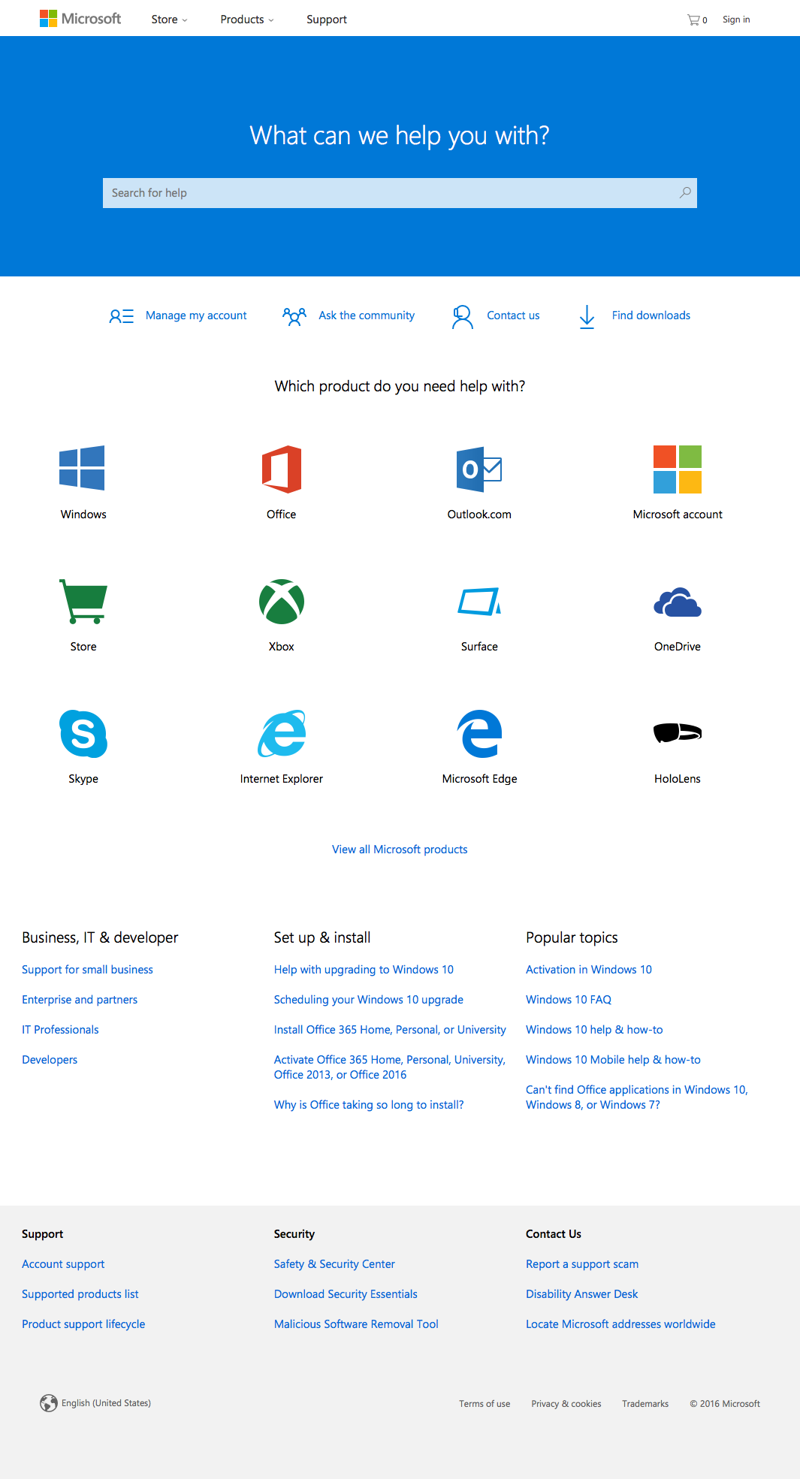 Microsoft Store Products Support 0 Sign in
What can we help you with?
Search for help
Manage my account Ask the community Contact us Find downloads
Which product do you need help with?
Windows Office Outlook.com Microsoft account
Store Xbox Surface OneDrive
Skype Internet Explorer Microsoft Edge HoloLens
View all Microsoft products
Business, IT & developer
Support for small business
Enterprise and partners
IT Professionals
Developers
Set up & install
Help with upgrading to Windows 10
Scheduling your Windows 10 upgrade
Install Office 365 Home, Personal, or University
Activate Office 365 Home, Personal, University,
Office 2013, or Office 2016
Why is Office taking so long to install?
Popular topics
Activation in Windows 10
Windows 10 FAQ
Windows 10 help & how-to
Windows 10 Mobile help & how-to
Can't find Office applications in Windows 10,
Windows 8, or Windows 7?
Support
Account support
Supported products list
Product support lifecycle
Security
Safety & Security Center
Download Security Essentials
Malicious Software Removal Tool
Contact Us
Report a support scam
Disability Answer Desk
Locate Microsoft addresses worldwide
English (United States) Terms of use Privacy & cookies Trademarks © 2016 Microsoft